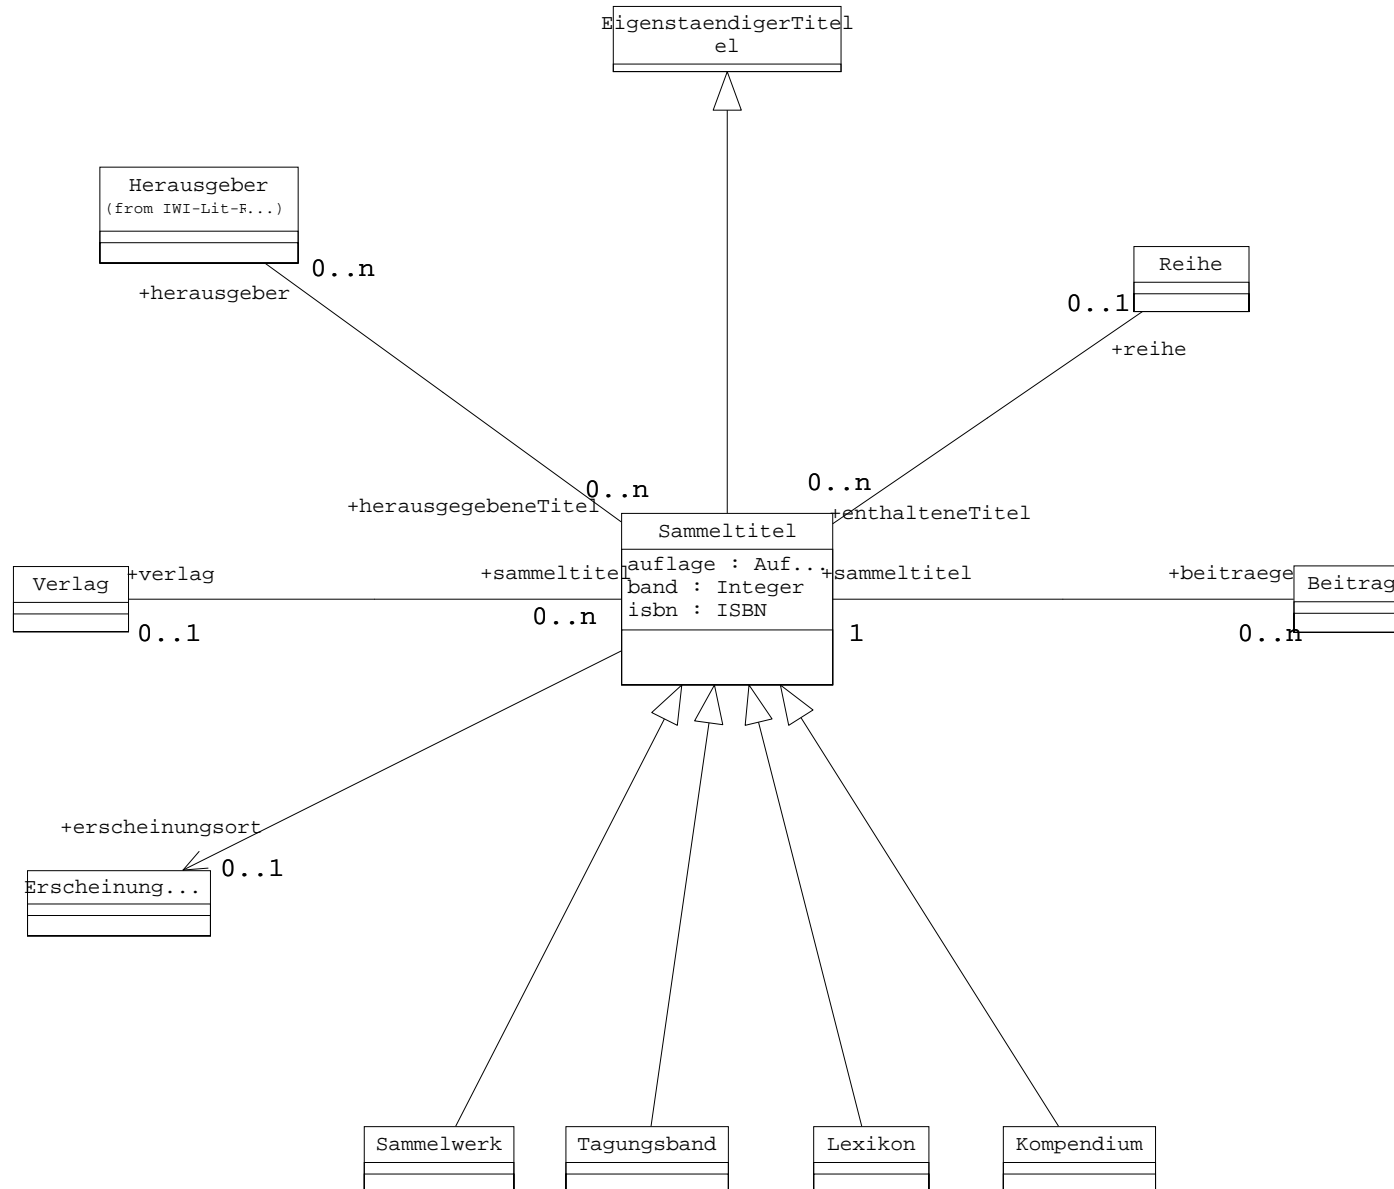 EigenstaendigerTitel
el
Herausgeber
(from IWI-Lit-R...)
0..n
+herausgeber
Reihe
0..1
+reihe
0..n
0..n
+herausgegebeneTitel
+enthalteneTitel
Sammeltitel
auflage : Auf...
band : Integer
isbn : ISBN
Verlag
+verlag
+sammeltitel
+sammeltitel
+beitraege
Beitrag
0..1
0..n
1
0..n
+erscheinungsort
0..1
Erscheinung...
Sammelwerk
Tagungsband
Lexikon
Kompendium